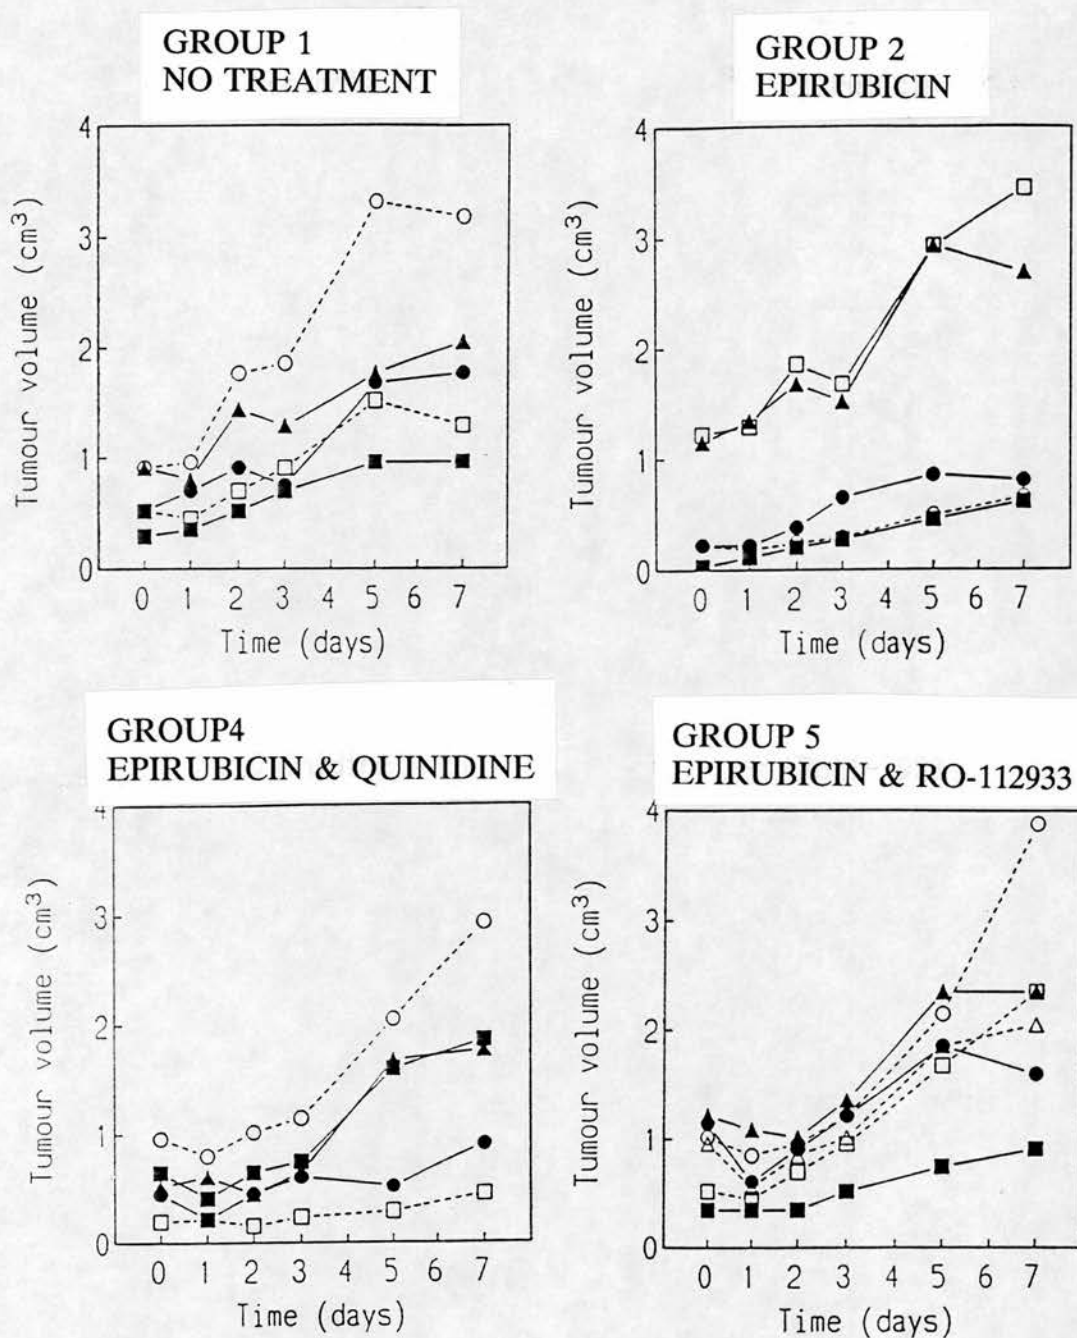 GROUP 1
NO TREATMENT
4
3
2
1
0
Tumour volume (cm³)
0 1 2 3 5 6 7
Time (days)
GROUP 2
EPIRUBICIN
4
3
2
1
0
Tumour volume (cm³)
0 1 2 3 5 6 7
Time (days)
GROUP4
EPIRUBICIN & QUINIDINE
4
3
2
1
0
Tumour volume (cm³)
0 1 2 3 5 6 7
Time (days)
GROUP 5
EPIRUBICIN & RO-112933
4
3
2
1
0
Tumour volume (cm³)
0 1 2 3 5 6 7
Time (days)